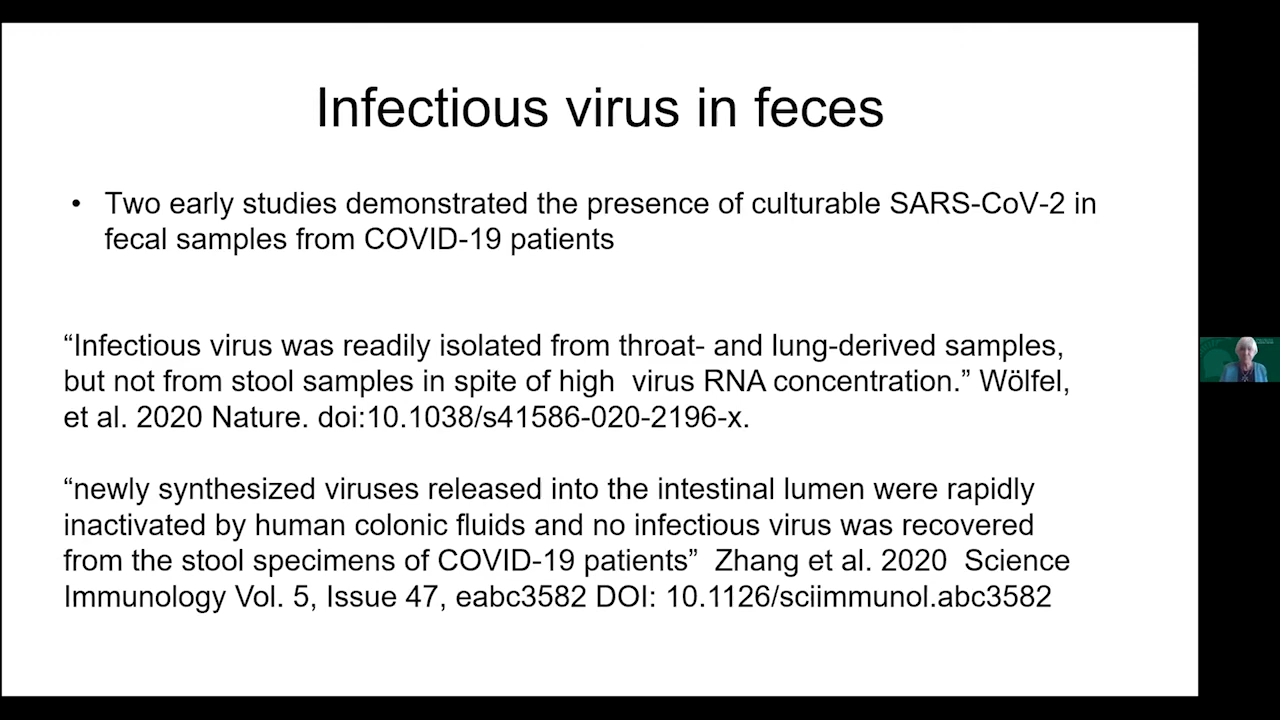 Infectious virus in feces
• Two early studies demonstrated the presence of culturable SARS-CoV-2 in
fecal samples from COVID-19 patients
“Infectious virus was readily isolated from throat- and lung-derived samples,
but not from stool samples in spite of high  virus RNA concentration.” Wölfel,
et al. 2020 Nature. doi:10.1038/s41586-020-2196-x.
“newly synthesized viruses released into the intestinal lumen were rapidly
inactivated by human colonic fluids and no infectious virus was recovered
from the stool specimens of COVID-19 patients”  Zhang et al. 2020  Science
Immunology Vol. 5, Issue 47, eabc3582 DOI: 10.1126/sciimmunol.abc3582